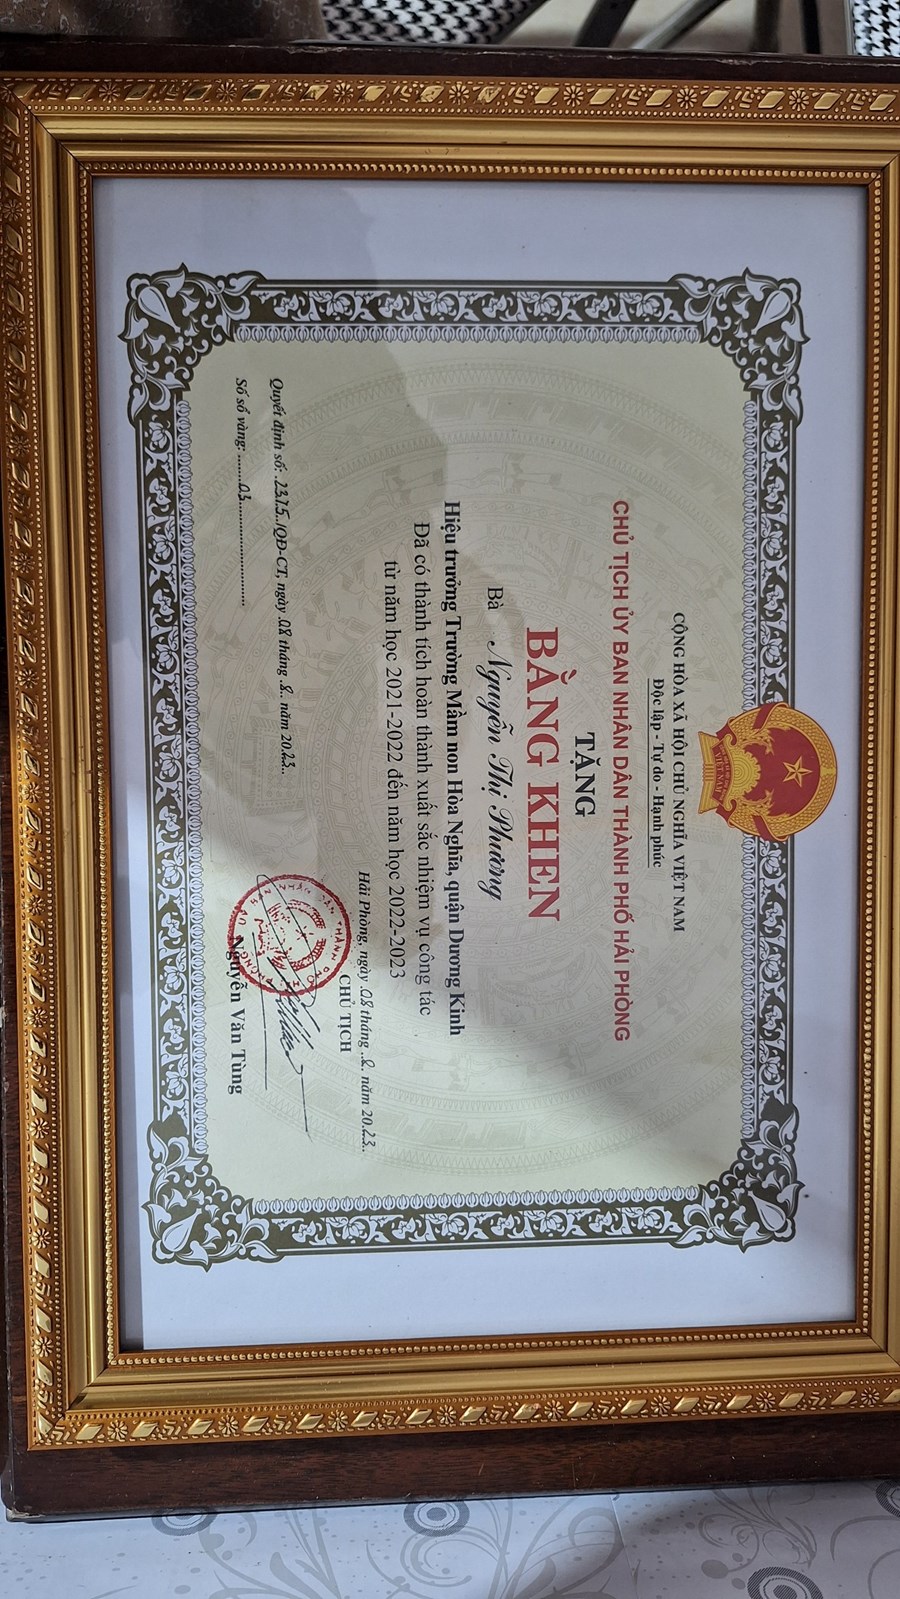 CỘNG HÒA XÃ HỘI CHỦ NGHĨA VIỆT NAM
Độc lập - Tự do - Hạnh phúc
CHỦ TỊCH ỦY BAN NHÂN DÂN THÀNH PHỐ HẢI PHÒNG
TẶNG
BẰNG KHEN
Bà Nguyễn Thị Phương
Hiệu trưởng Trường Mầm non Hòa Nghĩa, quận Dương Kinh
Đã có thành tích hoàn thành xuất sắc nhiệm vụ công tác
từ năm học 2021-2022 đến năm học 2022-2023
Hải Phòng, ngày 08 tháng 8 năm 2023
Quyết định số: 2375/QĐ-CT, ngày 08 tháng 8 năm 2023
Số sổ vàng: 03
CHỦ TỊCH
Nguyễn Văn Tùng